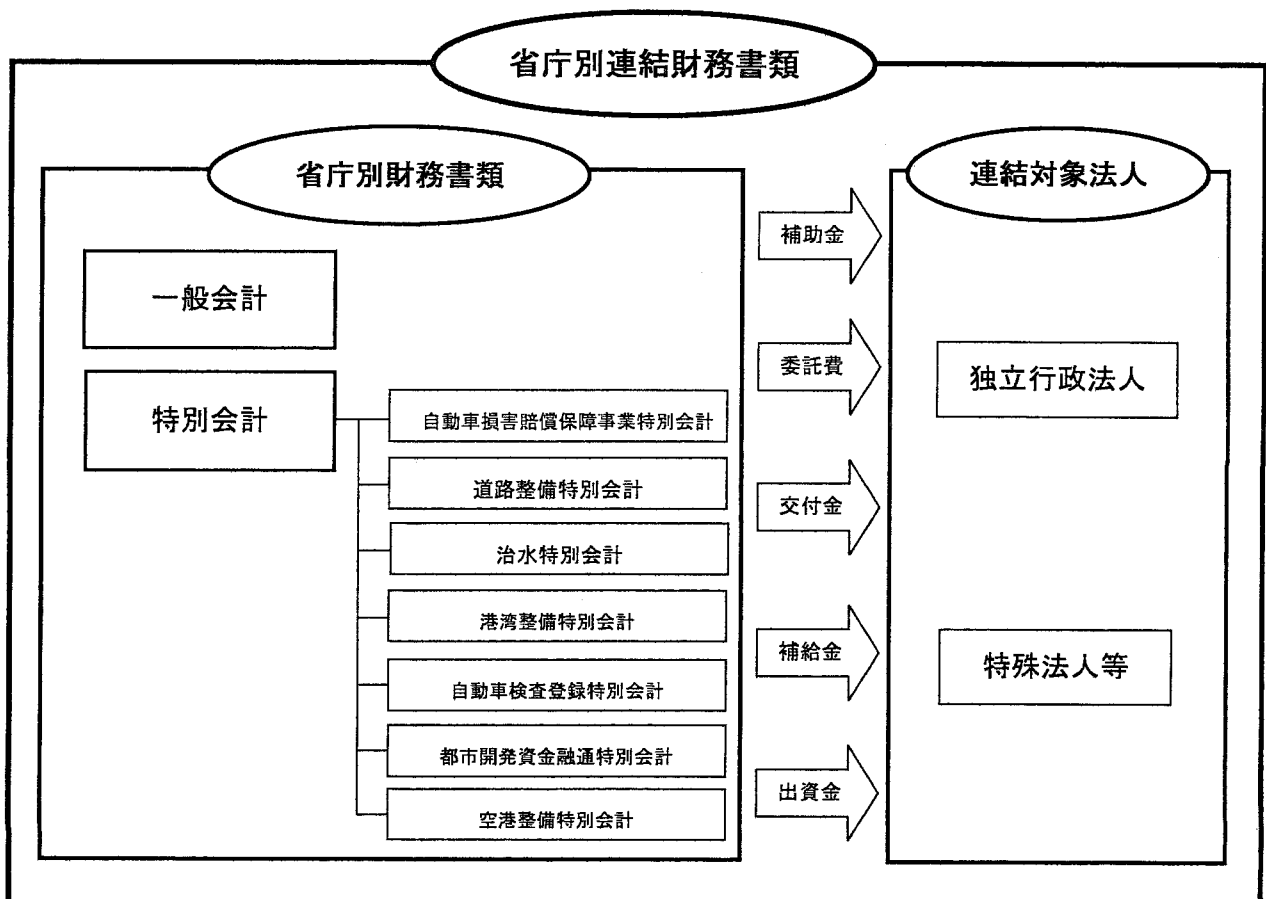 省庁別連結財務書類
省庁別財務書類
一般会計
特別会計
自動車損害賠償保障事業特別会計
道路整備特別会計
治水特別会計
港湾整備特別会計
自動車検査登録特別会計
都市開発資金融通特別会計
空港整備特別会計
補助金
委託費
交付金
補給金
出資金
連結対象法人
独立行政法人
特殊法人等